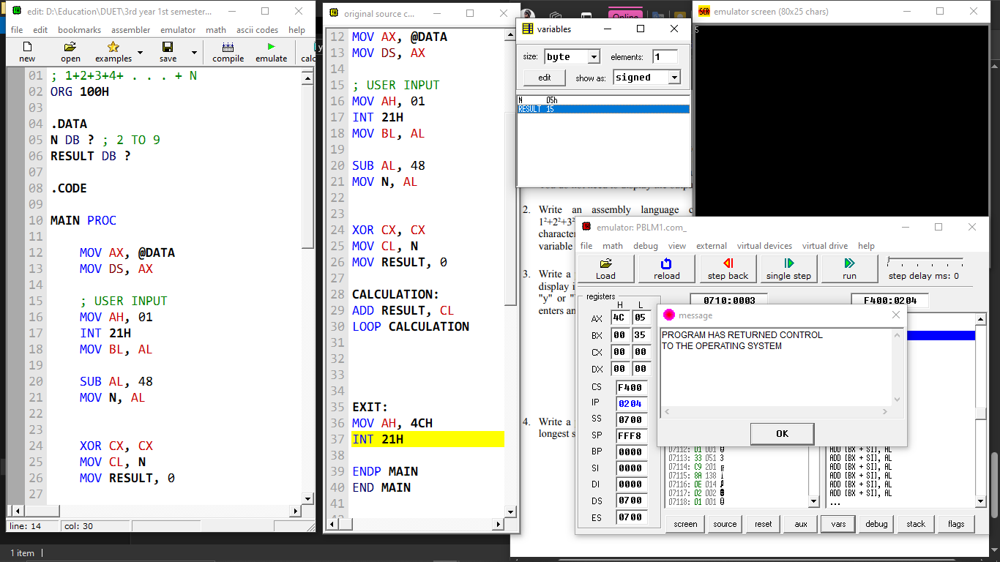 edit: D:\Education\DUET\3rd year 1st semester...
file edit bookmarks assembler emulator math ascii codes help
new open examples save compile emulate calc
01 ; 1+2+3+4+ . . . + N
02 ORG 100H
03
04 .DATA
05 N DB ? ; 2 TO 9
06 RESULT DB ?
07
08 .CODE
09
10 MAIN PROC
11
12 MOV AX, @DATA
13 MOV DS, AX
14
15 ; USER INPUT
16 MOV AH, 01
17 INT 21H
18 MOV BL, AL
19
20 SUB AL, 48
21 MOV N, AL
22
23
24 XOR CX, CX
25 MOV CL, N
26 MOV RESULT, 0
27
line: 14 col: 30
1 item
original source c...
12 MOV AX, @DATA
13 MOV DS, AX
14
15 ; USER INPUT
16 MOV AH, 01
17 INT 21H
18 MOV BL, AL
19
20 SUB AL, 48
21 MOV N, AL
22
23
24 XOR CX, CX
25 MOV CL, N
26 MOV RESULT, 0
27
28 CALCULATION:
29 ADD RESULT, CL
30 LOOP CALCULATION
31
32
33
34
35 EXIT:
36 MOV AH, 4CH
37 INT 21H
38
39 ENDP MAIN
40 END MAIN
41
variables
size: byte elements: 1
edit show as: signed
N 05h
RESULT 15
Online
emulator screen (80x25 chars)
5
2. Write an assembly language
1²+2²+3²
character
variable
3. Write a
display i
"y" or "
enters an
4. Write a
longest s
emulator: PBLM1.com_
file math debug view external virtual devices virtual drive help
Load reload step back single step run step delay ms: 0
registers
0710:0003 F400:0204
H L
AX 4C 05
BX 00 35
CX 00 00
DX 00 00
CS F400
IP 0204
SS 0700
SP FFF8
BP 0000
SI 0000
DI 0000
DS 0700
ES 0700
message
PROGRAM HAS RETURNED CONTROL
TO THE OPERATING SYSTEM
OK
07112: 01 001
07113: 33 051 3
07114: C9 201
07115: 8A 138
07116: 0E 014
07117: 02 002
07118: 01 001
ADD [BX + SI], AL
ADD [BX + SI], AL
ADD [BX + SI], AL
ADD [BX + SI], AL
ADD [BX + SI], AL
ADD [BX + SI], AL
...
screen source reset aux vars debug stack flags